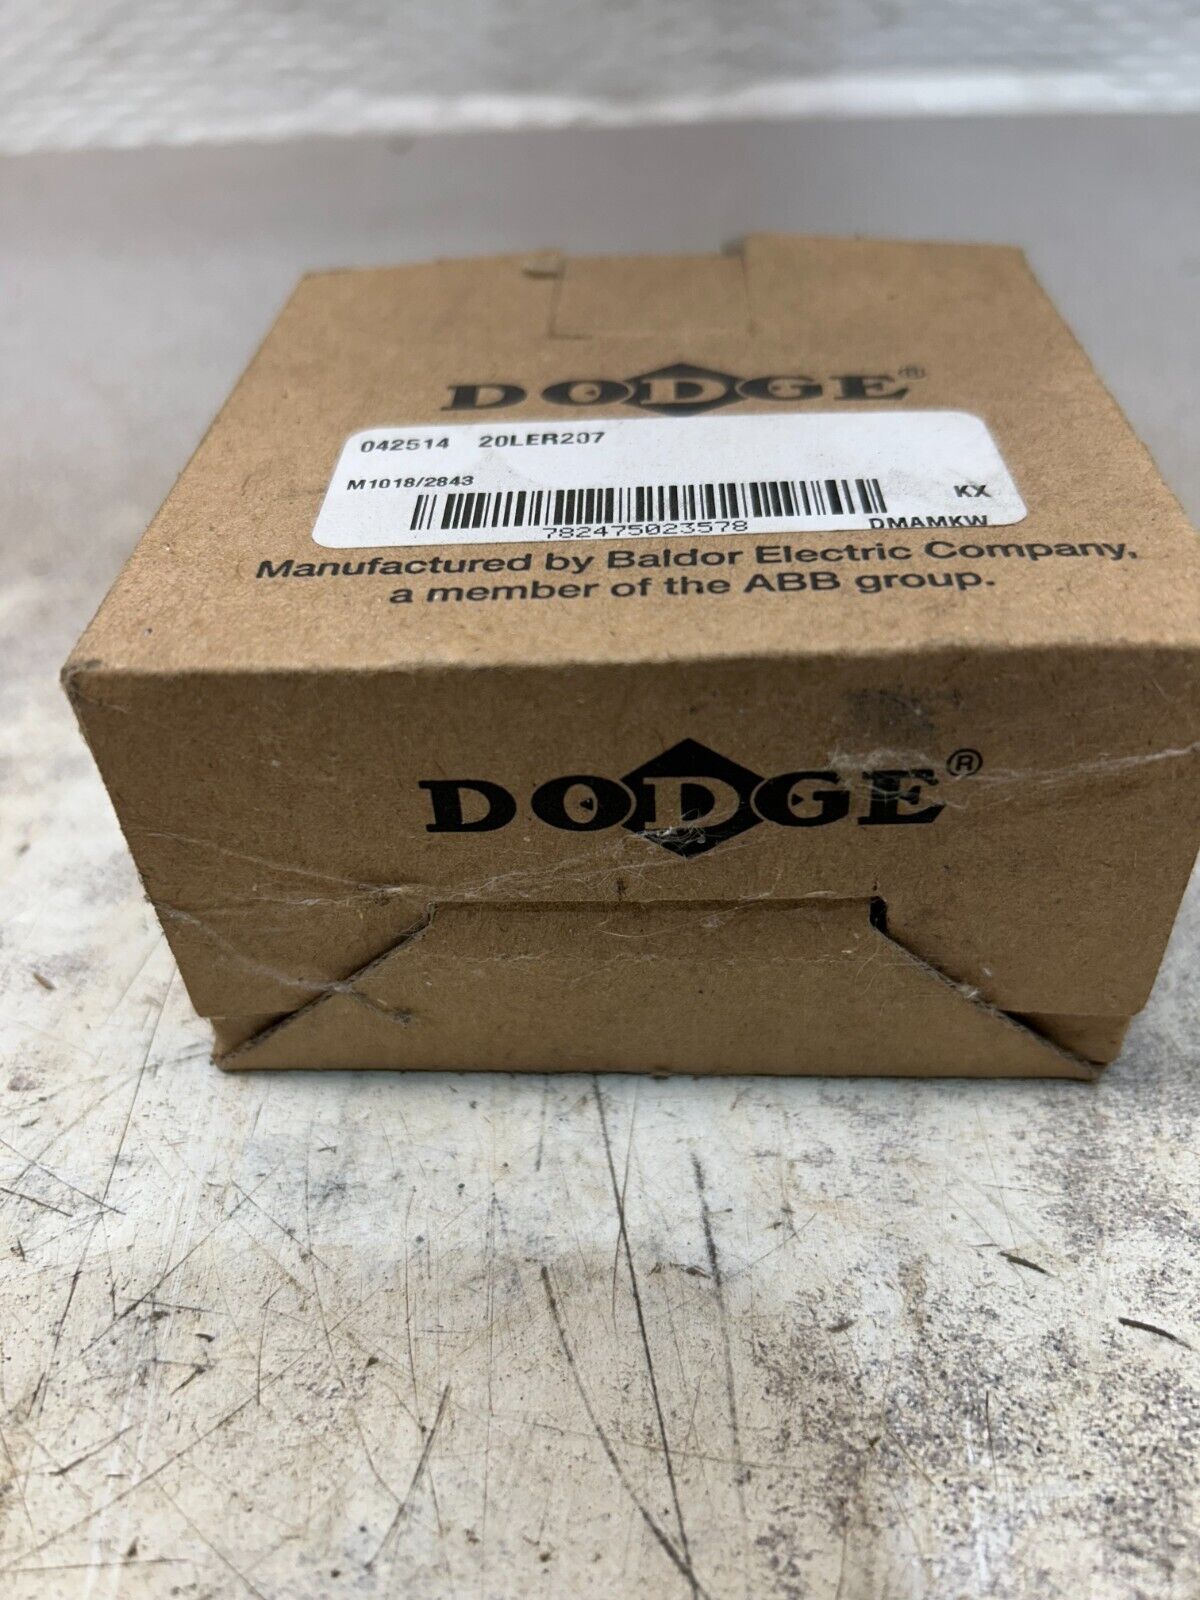 DODGE®
042514 20LER207
M1018/2843
KX
782475023578
DMAMKW
Manufactured by Baldor Electric Company,
a member of the ABB group.
DODGE®